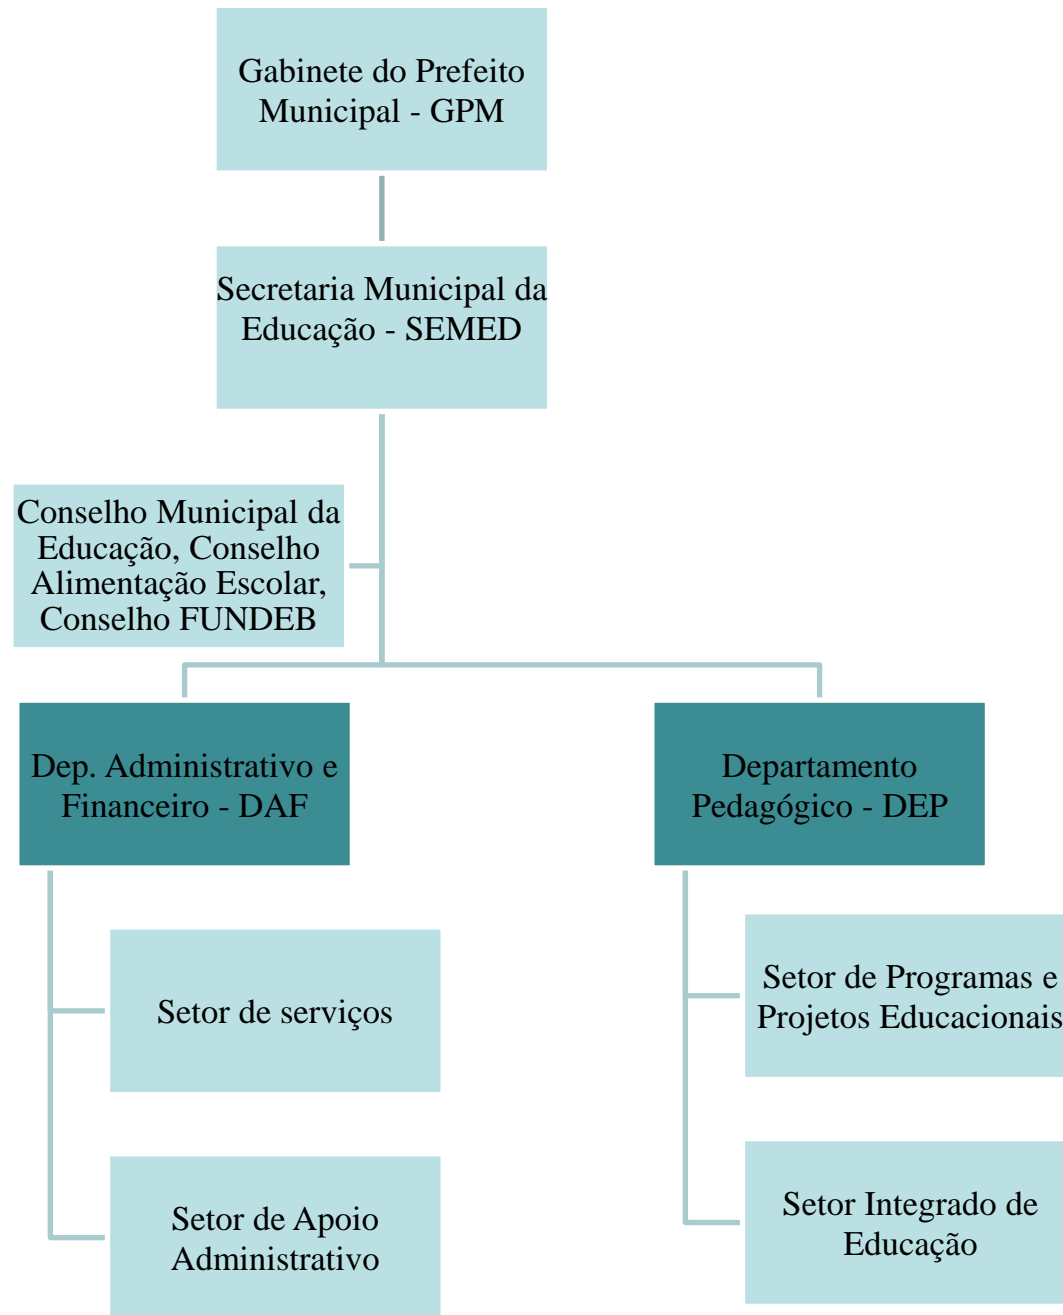 Gabinete do Prefeito
Municipal - GPM
Secretaria Municipal da
Educação - SEMED
Conselho Municipal da
Educação, Conselho
Alimentação Escolar,
Conselho FUNDEB
Dep. Administrativo e
Financeiro - DAF
Departamento
Pedagógico - DEP
Setor de serviços
Setor de Programas e
Projetos Educacionais
Setor de Apoio
Administrativo
Setor Integrado de
Educação